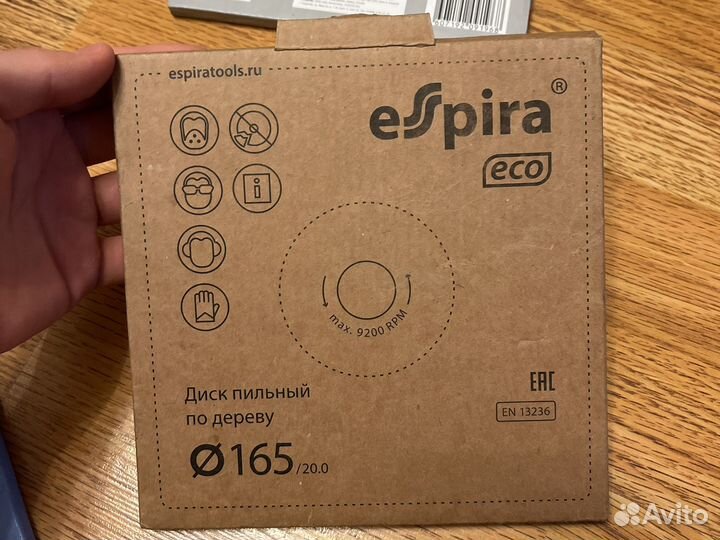 espiratools.ru
espira®
eco
max. 9200 RPM
Диск пильный
по дереву
EAC
EN 13236
Ø165/20.0
Avito